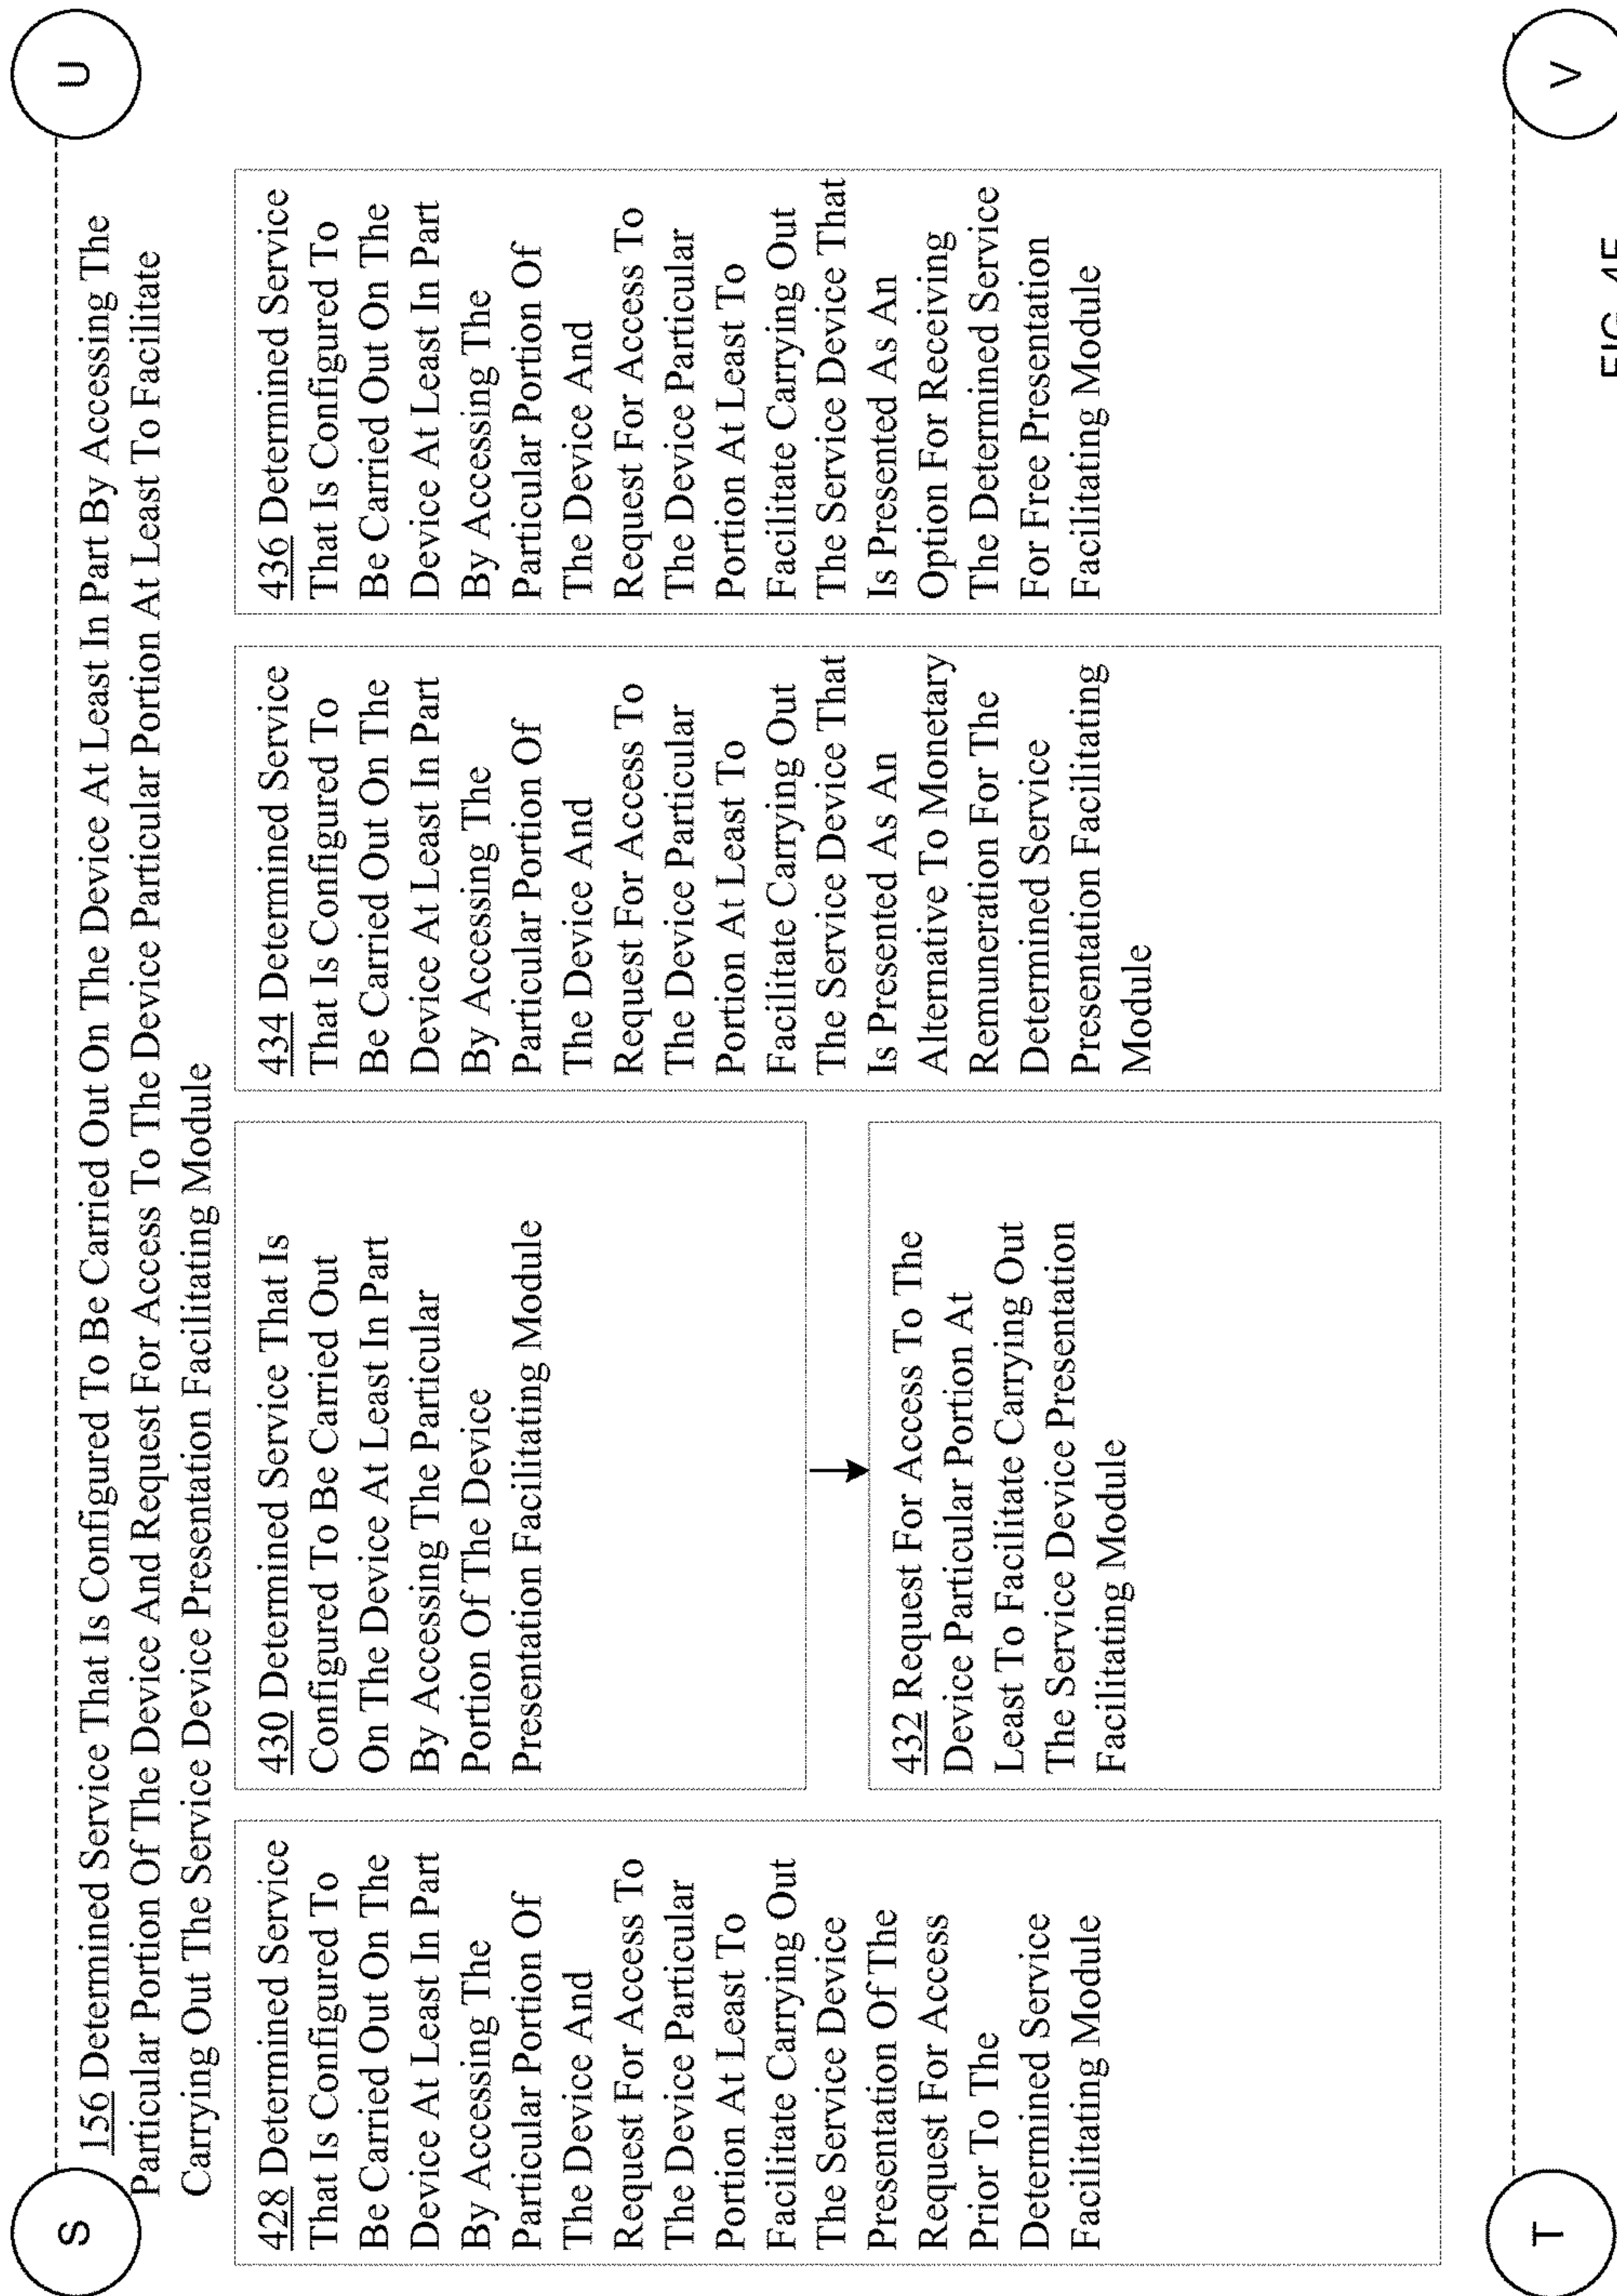 S
U
156 Determined Service That Is Configured To Be Carried Out On The Device At Least In Part By Accessing The
Particular Portion Of The Device And Request For Access To The Device Particular Portion At Least To Facilitate
Carrying Out The Service Device Presentation Facilitating Module
428 Determined Service
That Is Configured To
Be Carried Out On The
Device At Least In Part
By Accessing The
Particular Portion Of
The Device And
Request For Access To
The Device Particular
Portion At Least To
Facilitate Carrying Out
The Service Device
Presentation Of The
Request For Access
Prior To The
Determined Service
Facilitating Module
430 Determined Service That Is
Configured To Be Carried Out
On The Device At Least In Part
By Accessing The Particular
Portion Of The Device
Presentation Facilitating Module
432 Request For Access To The
Device Particular Portion At
Least To Facilitate Carrying Out
The Service Device Presentation
Facilitating Module
434 Determined Service
That Is Configured To
Be Carried Out On The
Device At Least In Part
By Accessing The
Particular Portion Of
The Device And
Request For Access To
The Device Particular
Portion At Least To
Facilitate Carrying Out
The Service Device That
Is Presented As An
Alternative To Monetary
Remuneration For The
Determined Service
Presentation Facilitating
Module
436 Determined Service
That Is Configured To
Be Carried Out On The
Device At Least In Part
By Accessing The
Particular Portion Of
The Device And
Request For Access To
The Device Particular
Portion At Least To
Facilitate Carrying Out
The Service Device That
Is Presented As An
Option For Receiving
The Determined Service
For Free Presentation
Facilitating Module
T
V
FIG.